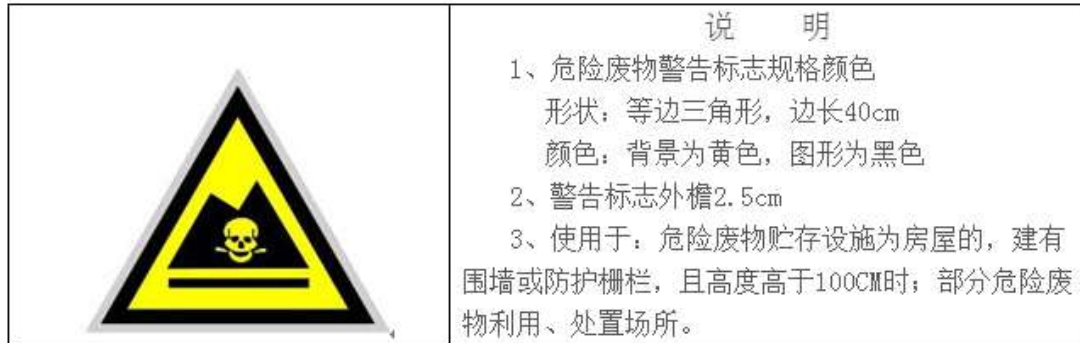 说 明
1、危险废物警告标志规格颜色
形状：等边三角形，边长40cm
颜色：背景为黄色，图形为黑色
2、警告标志外檐2.5cm
3、使用于：危险废物贮存设施为房屋的，建有
围墙或防护栅栏，且高度高于100CM时；部分危险废
物利用、处置场所。